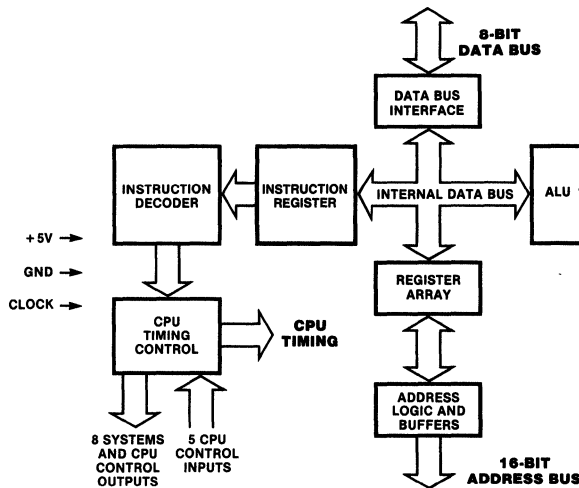 8-BIT
DATA BUS
DATA BUS
INTERFACE
INSTRUCTION
DECODER
INSTRUCTION
REGISTER
INTERNAL DATA BUS
ALU
+5V
GND
CLOCK
REGISTER
ARRAY
CPU
TIMING
CONTROL
CPU
TIMING
ADDRESS
LOGIC AND
BUFFERS
8 SYSTEMS
AND CPU
CONTROL
OUTPUTS
5 CPU
CONTROL
INPUTS
16-BIT
ADDRESS BUS